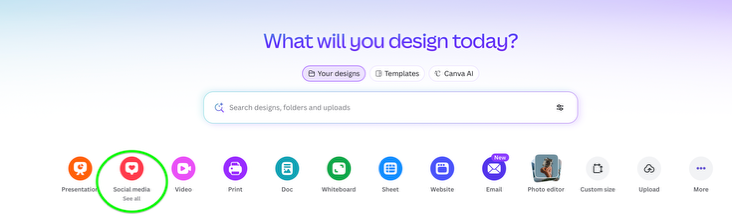 What will you design today?
Your designs
Templates
Canva AI
Search designs, folders and uploads
New
Presentation
Social media
Video
Print
Doc
Whiteboard
Sheet
Website
Email
Photo editor
Custom size
Upload
More
See all